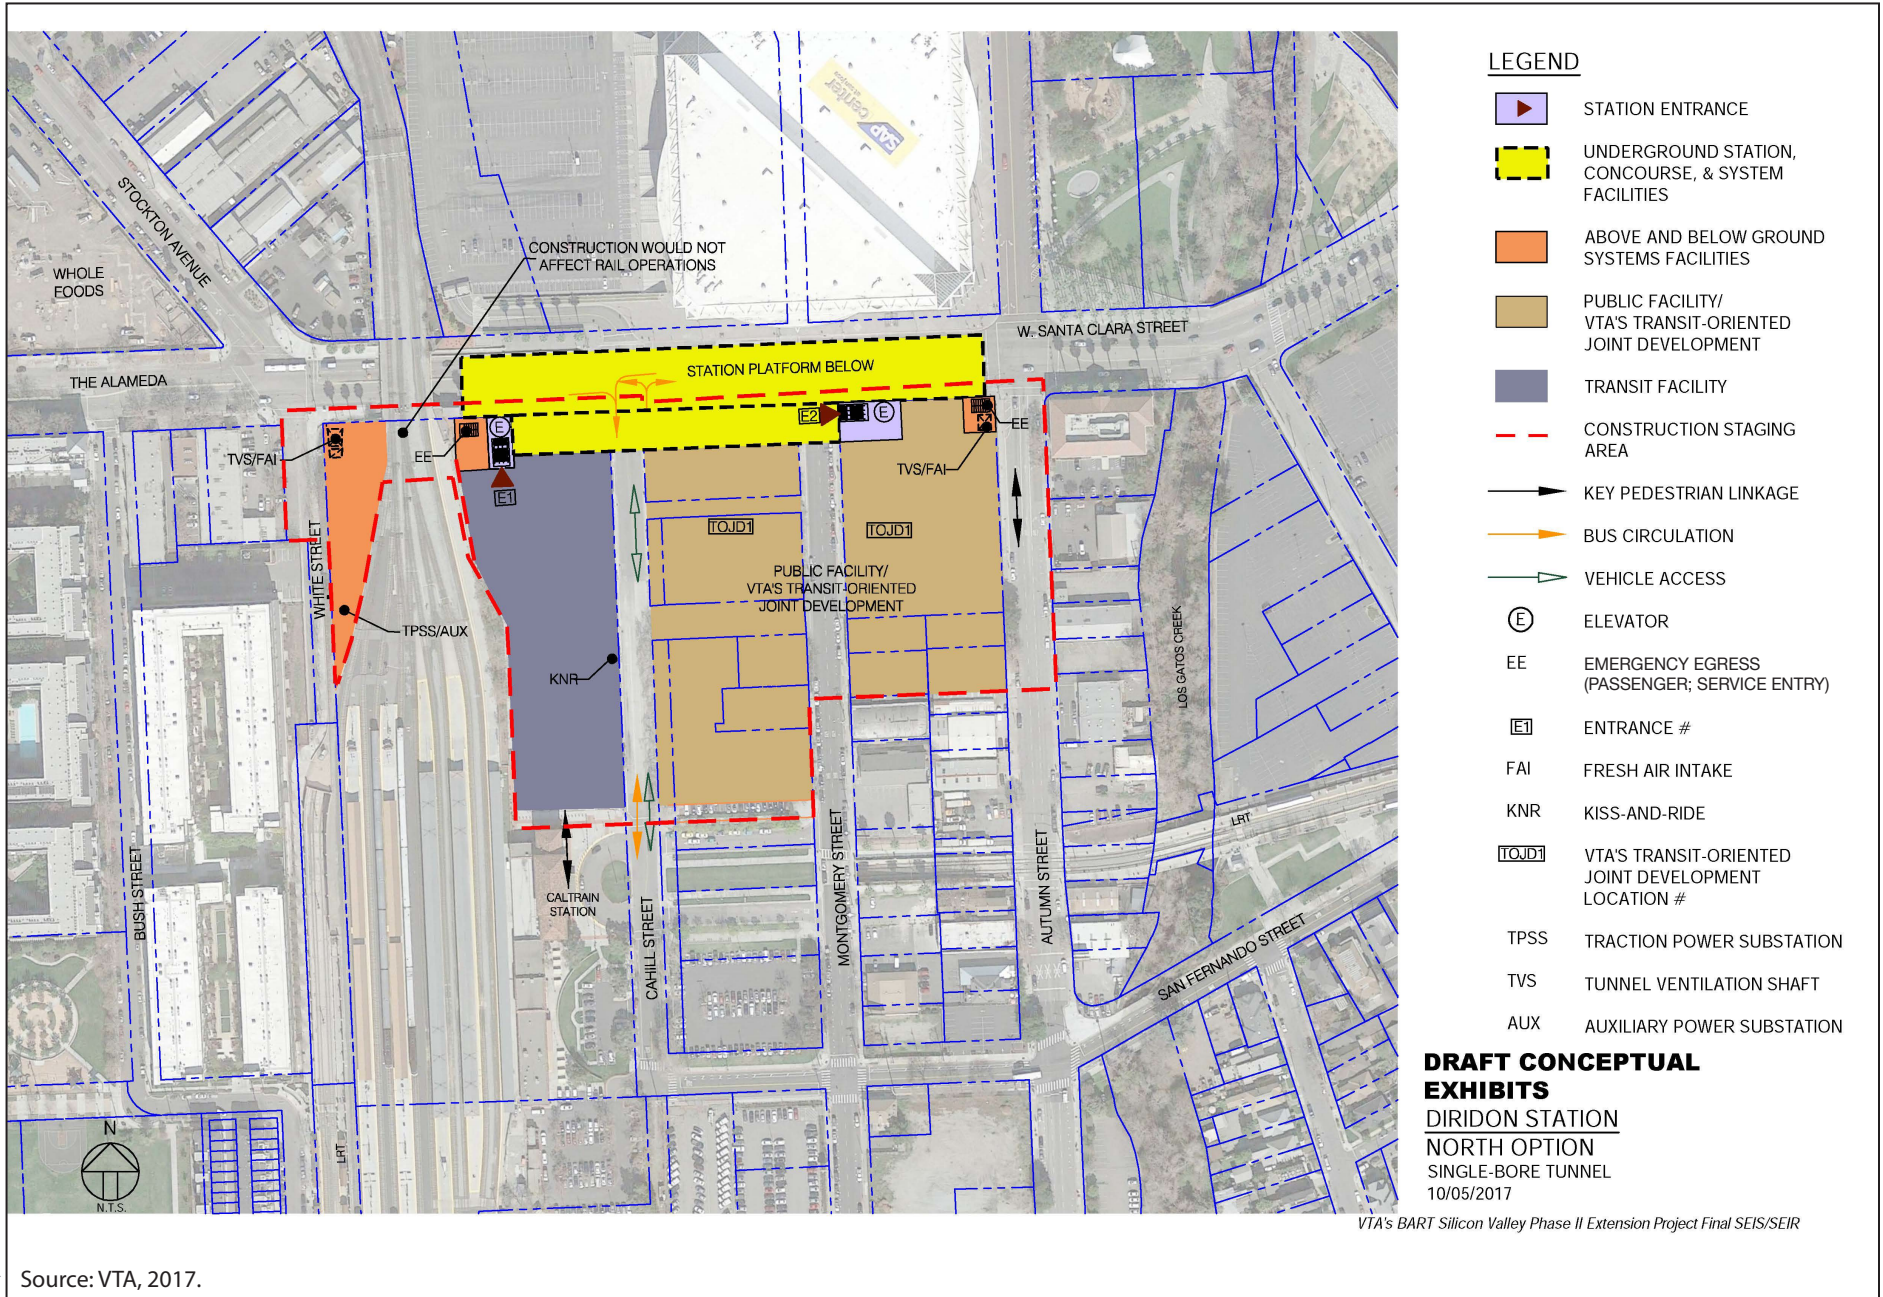 STOCKTON AVENUE
WHOLE
FOODS
THE ALAMEDA
CONSTRUCTION WOULD NOT
AFFECT RAIL OPERATIONS
SAP
Center
W. SANTA CLARA STREET
STATION PLATFORM BELOW
TVS/FAI
EE
E
E1
E2
E
EE
TVS/FAI
TOJD1
TOJD1
PUBLIC FACILITY/
VTA'S TRANSIT-ORIENTED
JOINT DEVELOPMENT
WHITE STREET
TPSS/AUX
KNR
LOS GATOS CREEK
LRT
CALTRAIN
STATION
BUSH STREET
CAHILL STREET
MONTGOMERY STREET
AUTUMN STREET
SAN FERNANDO STREET
LRT
N
N.T.S.
LEGEND
STATION ENTRANCE
UNDERGROUND STATION,
CONCOURSE, & SYSTEM
FACILITIES
ABOVE AND BELOW GROUND
SYSTEMS FACILITIES
PUBLIC FACILITY/
VTA'S TRANSIT-ORIENTED
JOINT DEVELOPMENT
TRANSIT FACILITY
CONSTRUCTION STAGING
AREA
KEY PEDESTRIAN LINKAGE
BUS CIRCULATION
VEHICLE ACCESS
E ELEVATOR
EE EMERGENCY EGRESS
(PASSENGER; SERVICE ENTRY)
E1 ENTRANCE #
FAI FRESH AIR INTAKE
KNR KISS-AND-RIDE
TOJD1 VTA'S TRANSIT-ORIENTED
JOINT DEVELOPMENT
LOCATION #
TPSS TRACTION POWER SUBSTATION
TVS TUNNEL VENTILATION SHAFT
AUX AUXILIARY POWER SUBSTATION
DRAFT CONCEPTUAL
EXHIBITS
DIRIDON STATION
NORTH OPTION
SINGLE-BORE TUNNEL
10/05/2017
VTA's BART Silicon Valley Phase II Extension Project Final SEIS/SEIR
Source: VTA, 2017.